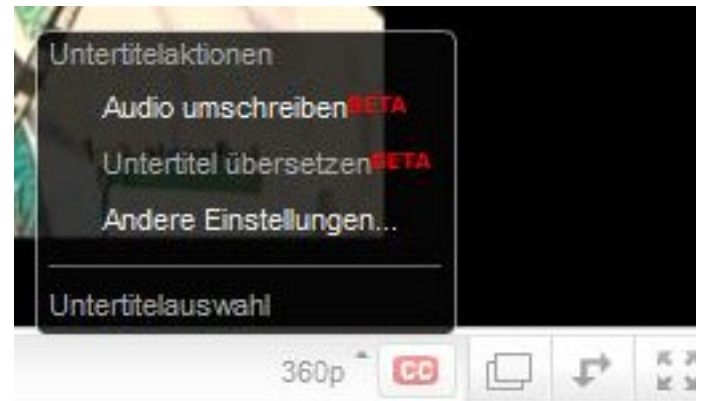 Untertitelaktionen
Audio umschreiben BETA
Untertitel übersetzen BETA
Andere Einstellungen...
Untertitelauswahl
360p CC